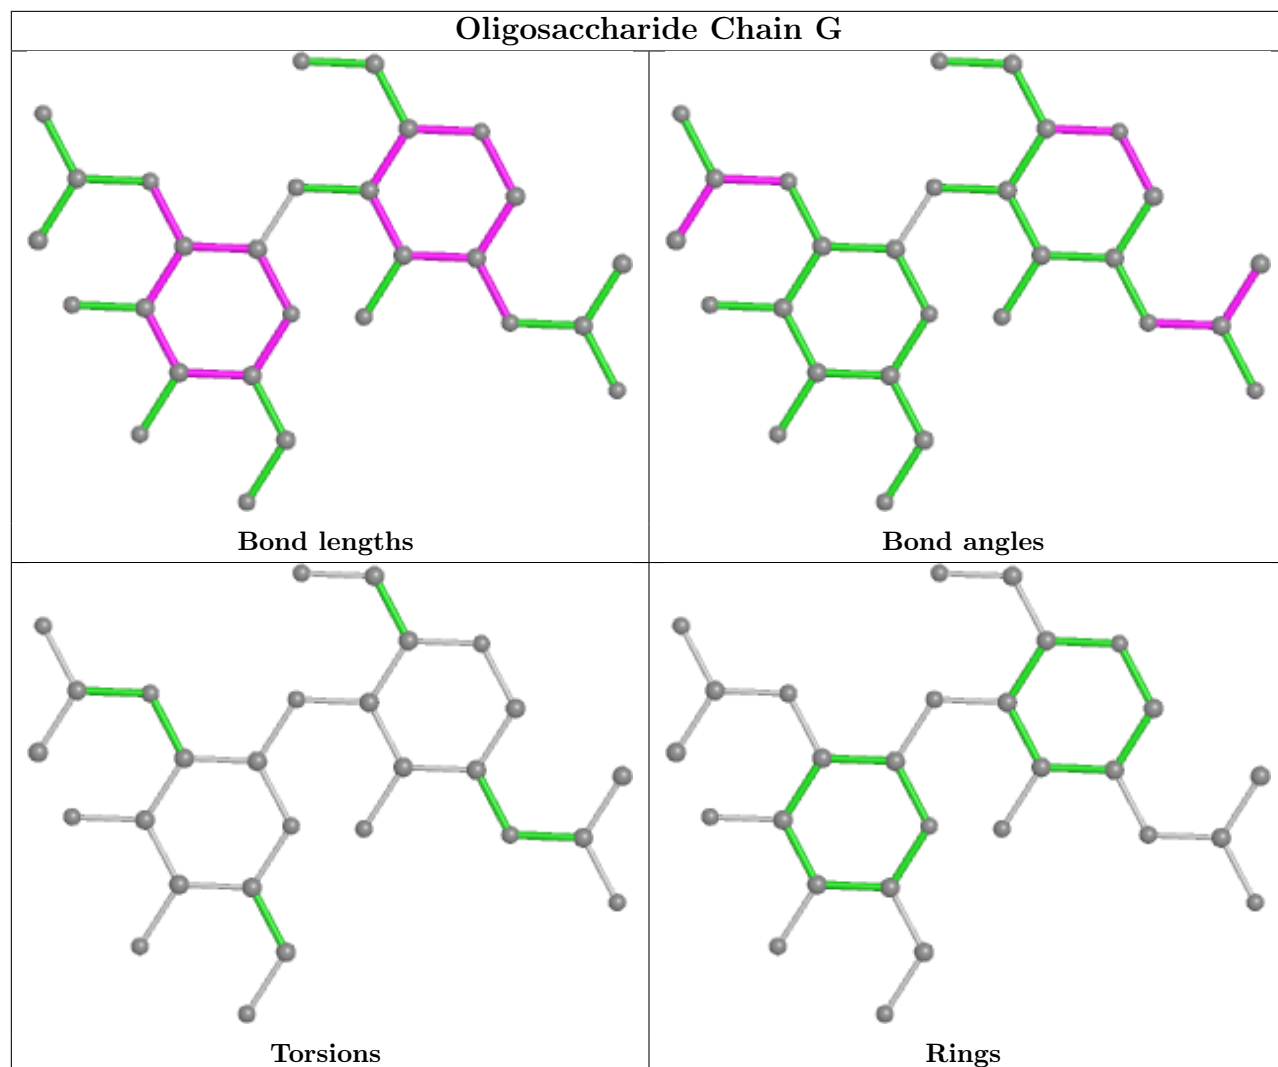 Oligosaccharide Chain G
Bond lengths
Bond angles
Torsions
Rings